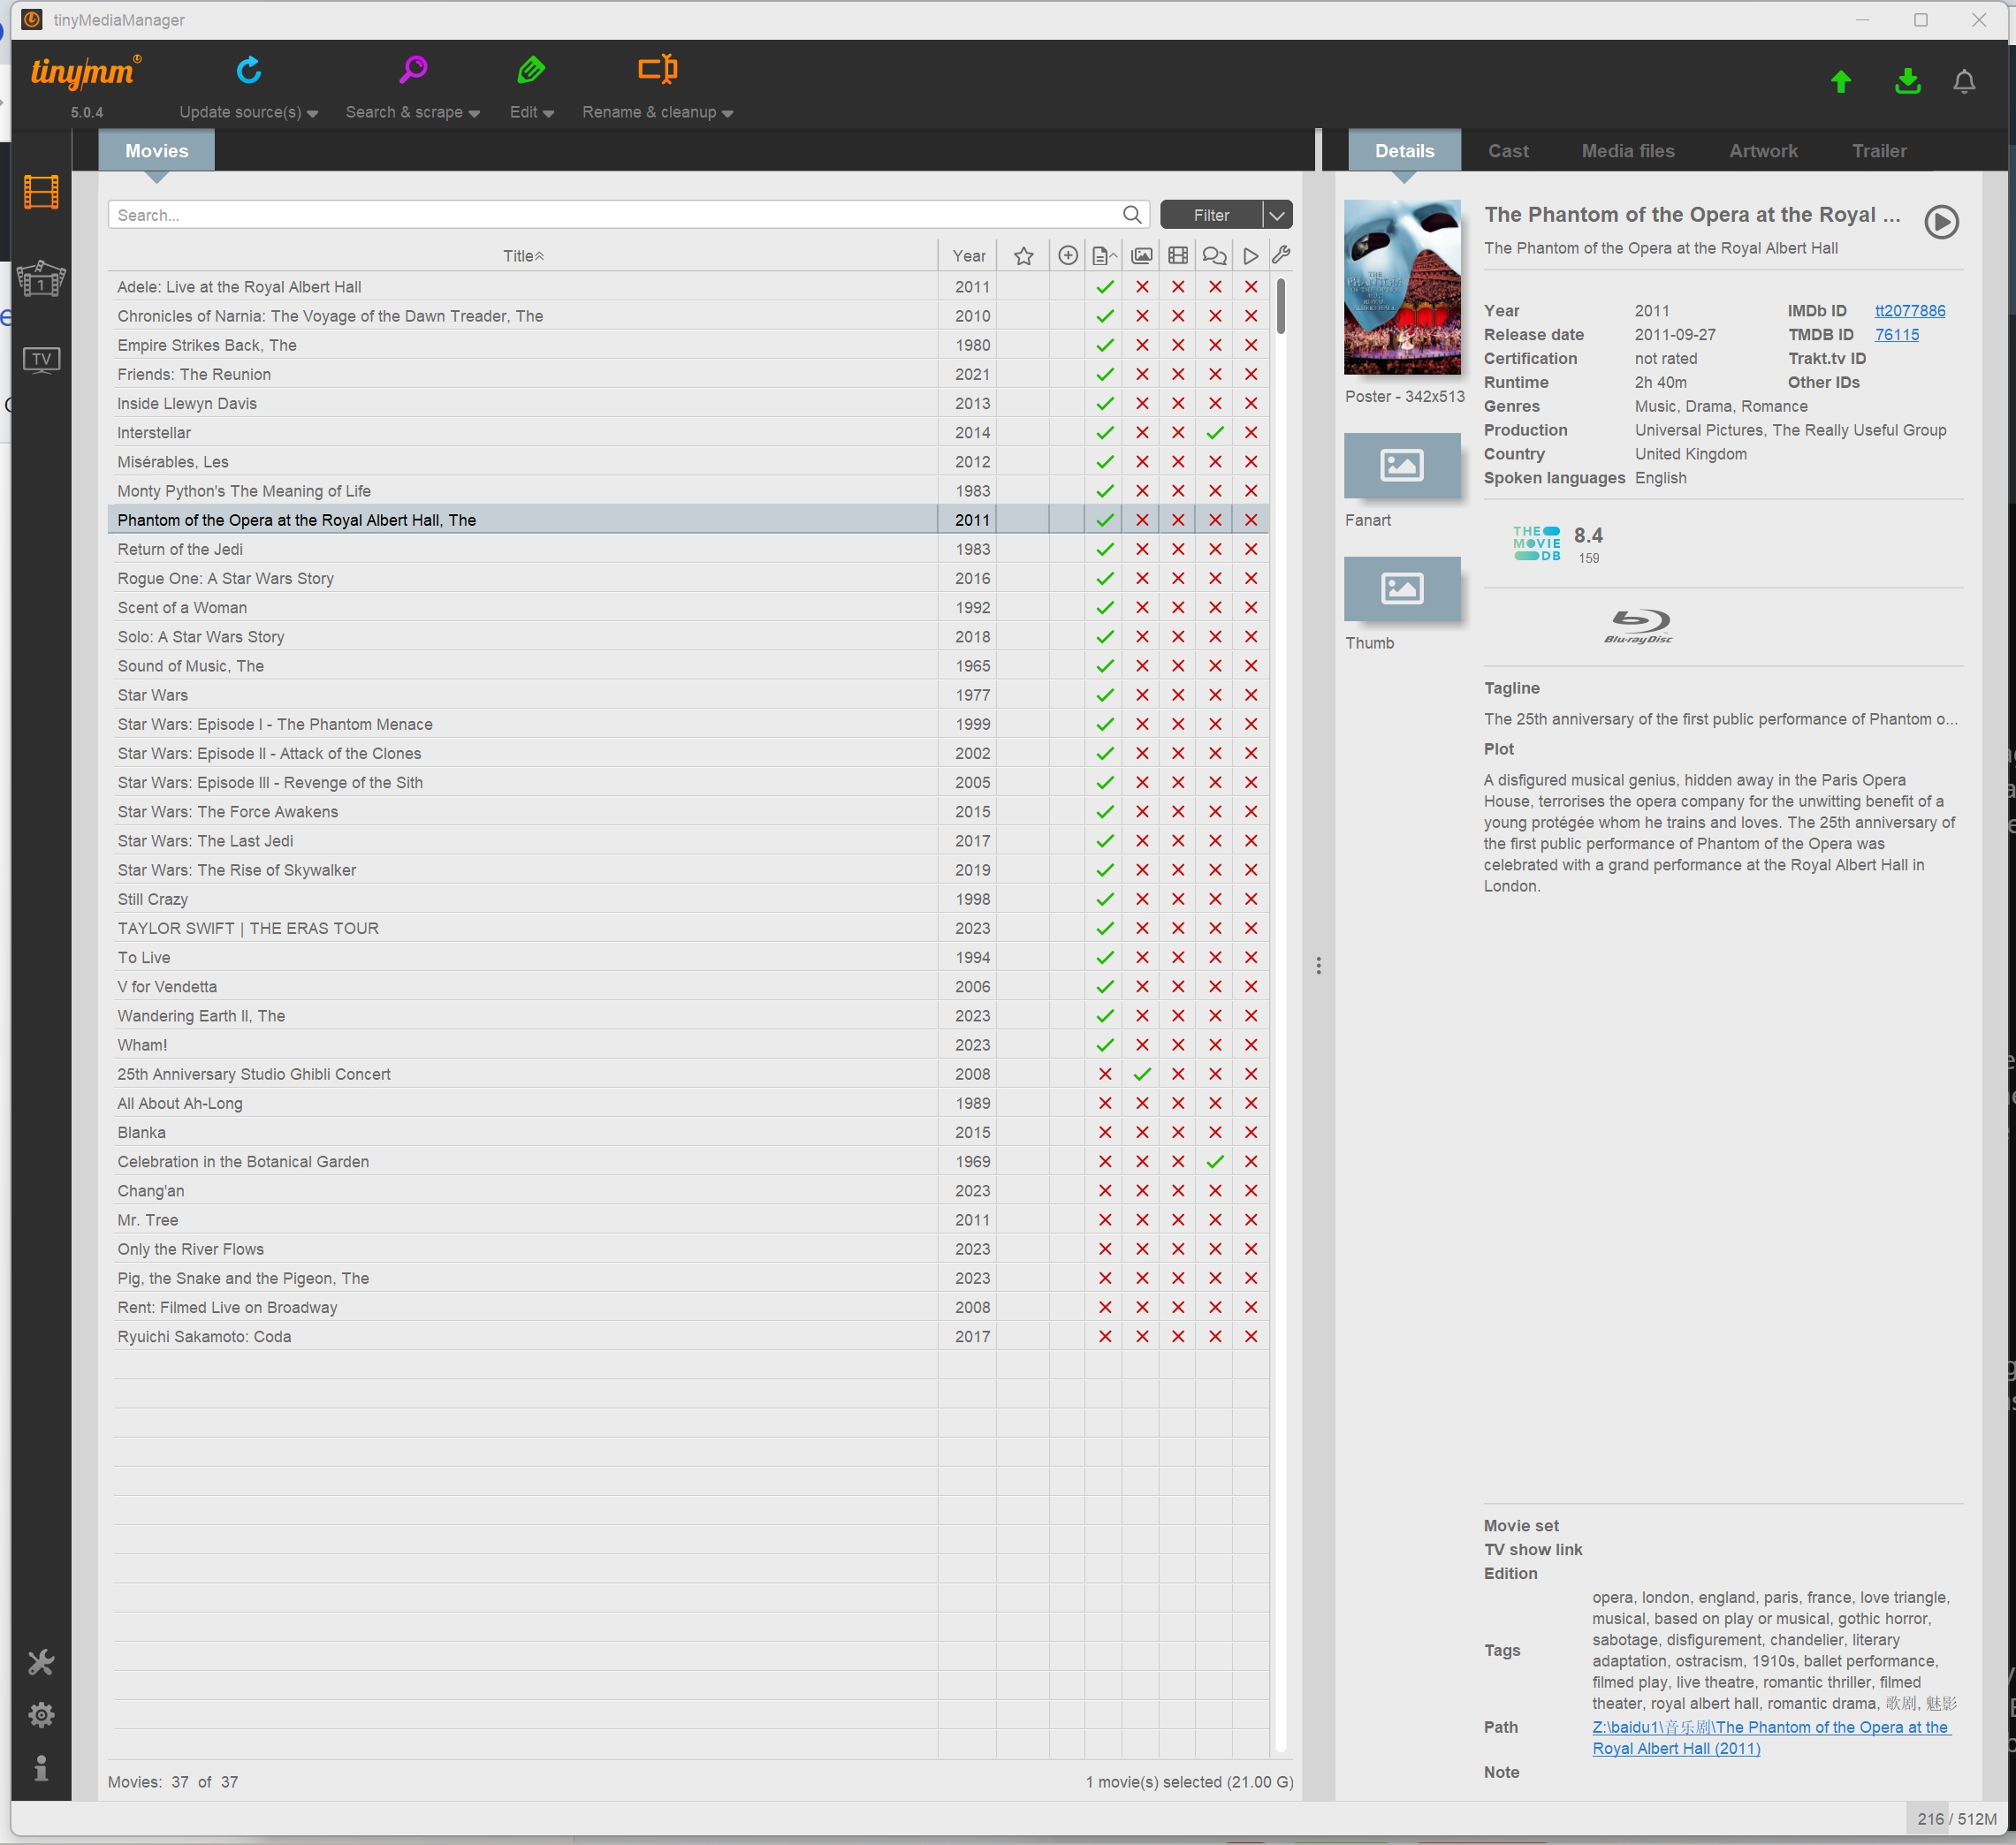 tinyMediaManager
tinymm
5.0.4
Update source(s)
Search & scrape
Edit
Rename & cleanup
Movies
Details
Cast
Media files
Artwork
Trailer
1
TV
Search...
Filter
Title
Year
Adele: Live at the Royal Albert Hall 2011
Chronicles of Narnia: The Voyage of the Dawn Treader, The 2010
Empire Strikes Back, The 1980
Friends: The Reunion 2021
Inside Llewyn Davis 2013
Interstellar 2014
Misérables, Les 2012
Monty Python's The Meaning of Life 1983
Phantom of the Opera at the Royal Albert Hall, The 2011
Return of the Jedi 1983
Rogue One: A Star Wars Story 2016
Scent of a Woman 1992
Solo: A Star Wars Story 2018
Sound of Music, The 1965
Star Wars 1977
Star Wars: Episode I - The Phantom Menace 1999
Star Wars: Episode II - Attack of the Clones 2002
Star Wars: Episode III - Revenge of the Sith 2005
Star Wars: The Force Awakens 2015
Star Wars: The Last Jedi 2017
Star Wars: The Rise of Skywalker 2019
Still Crazy 1998
TAYLOR SWIFT | THE ERAS TOUR 2023
To Live 1994
V for Vendetta 2006
Wandering Earth II, The 2023
Wham! 2023
25th Anniversary Studio Ghibli Concert 2008
All About Ah-Long 1989
Blanka 2015
Celebration in the Botanical Garden 1969
Chang'an 2023
Mr. Tree 2011
Only the River Flows 2023
Pig, the Snake and the Pigeon, The 2023
Rent: Filmed Live on Broadway 2008
Ryuichi Sakamoto: Coda 2017
Movies: 37 of 37
1 movie(s) selected (21.00 G)
THE
PHANTOM
OF THE OPERA
Poster - 342x513
Fanart
Thumb
The Phantom of the Opera at the Royal ...
The Phantom of the Opera at the Royal Albert Hall
Year 2011 IMDb ID tt2077886
Release date 2011-09-27 TMDB ID 76115
Certification not rated Trakt.tv ID
Runtime 2h 40m Other IDs
Genres Music, Drama, Romance
Production Universal Pictures, The Really Useful Group
Country United Kingdom
Spoken languages English
THE
MOVIE
DB
8.4
159
Blu-ray Disc
Tagline
The 25th anniversary of the first public performance of Phantom o...
Plot
A disfigured musical genius, hidden away in the Paris Opera
House, terrorises the opera company for the unwitting benefit of a
young protégée whom he trains and loves. The 25th anniversary of
the first public performance of Phantom of the Opera was
celebrated with a grand performance at the Royal Albert Hall in
London.
Movie set
TV show link
Edition
Tags
opera, london, england, paris, france, love triangle,
musical, based on play or musical, gothic horror,
sabotage, disfigurement, chandelier, literary
adaptation, ostracism, 1910s, ballet performance,
filmed play, live theatre, romantic thriller, filmed
theater, royal albert hall, romantic drama, 歌剧, 魅影
Path
Z:\baidu1\音乐剧\The Phantom of the Opera at the
Royal Albert Hall (2011)
Note
216 / 512M